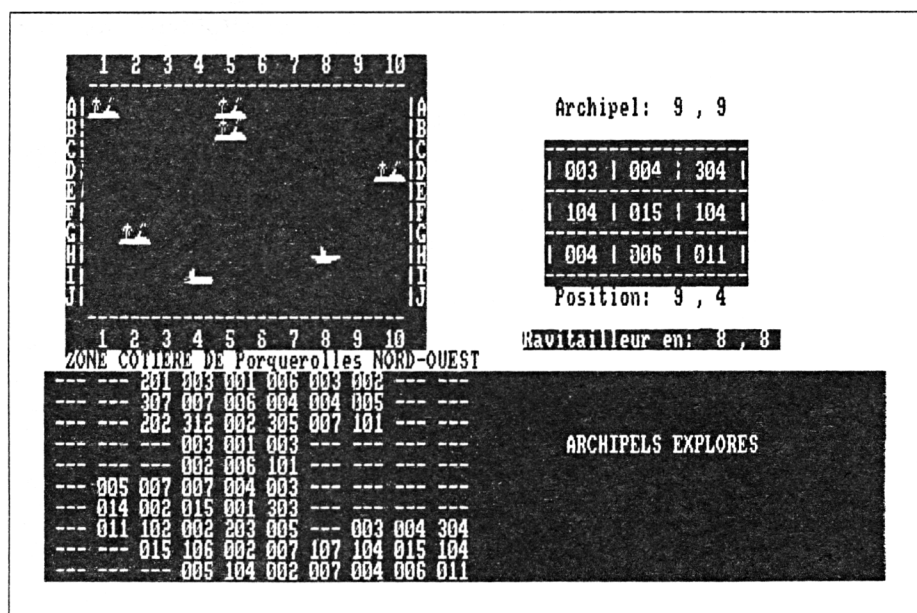 1 2 3 4 5 6 7 8 9 10
A A
B B
C C
D D
E E
F F
G G
H H
I I
J J
1 2 3 4 5 6 7 8 9 10
Archipel: 9 , 9
| 003 | 004 | 304 |
| 104 | 015 | 104 |
| 004 | 006 | 011 |
Position: 9 , 4
Ravitailleur en: 8 , 8
ZONE COTIERE DE Porquerolles NORD-OUEST
--- --- 201 003 001 006 003 002 --- ---
--- --- 307 007 006 004 004 005 --- ---
--- --- 202 312 002 305 007 101 --- ---
--- --- --- 003 001 003 --- --- --- ---
--- --- --- 002 006 101 --- --- --- ---
--- 005 007 007 004 003 --- --- --- ---
--- 014 002 015 001 303 --- --- --- ---
--- 011 102 002 203 005 --- 003 004 304
--- --- 015 106 002 007 107 104 015 104
--- --- --- 005 104 002 007 004 006 011
ARCHIPELS EXPLORES